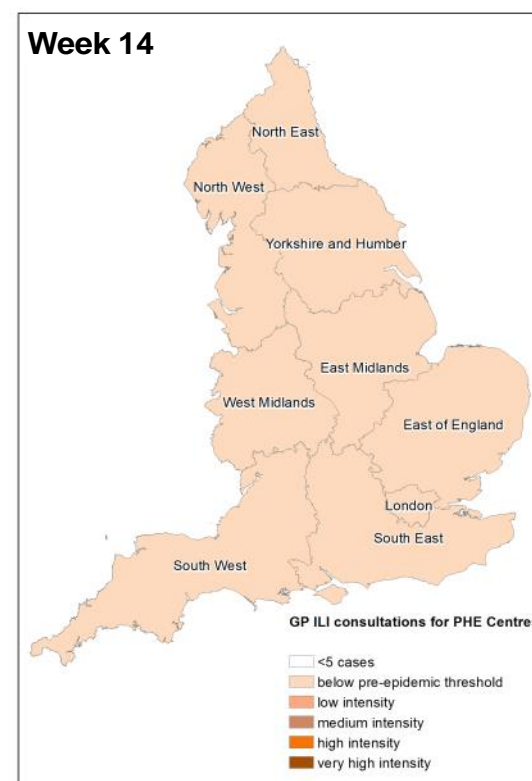 Week 14
North East
North West
Yorkshire and Humber
East Midlands
West Midlands
East of England
London
South East
South West
GP ILI consultations for PHE Centre
<5 cases
below pre-epidemic threshold
low intensity
medium intensity
high intensity
very high intensity